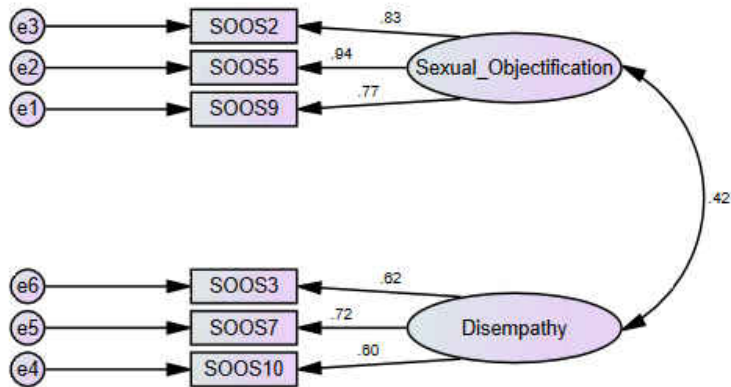 e3 SOOS2 .83
e2 SOOS5 .94 Sexual_Objectification
e1 SOOS9 .77
.42
e6 SOOS3 .62
e5 SOOS7 .72 Disempathy
e4 SOOS10 .60